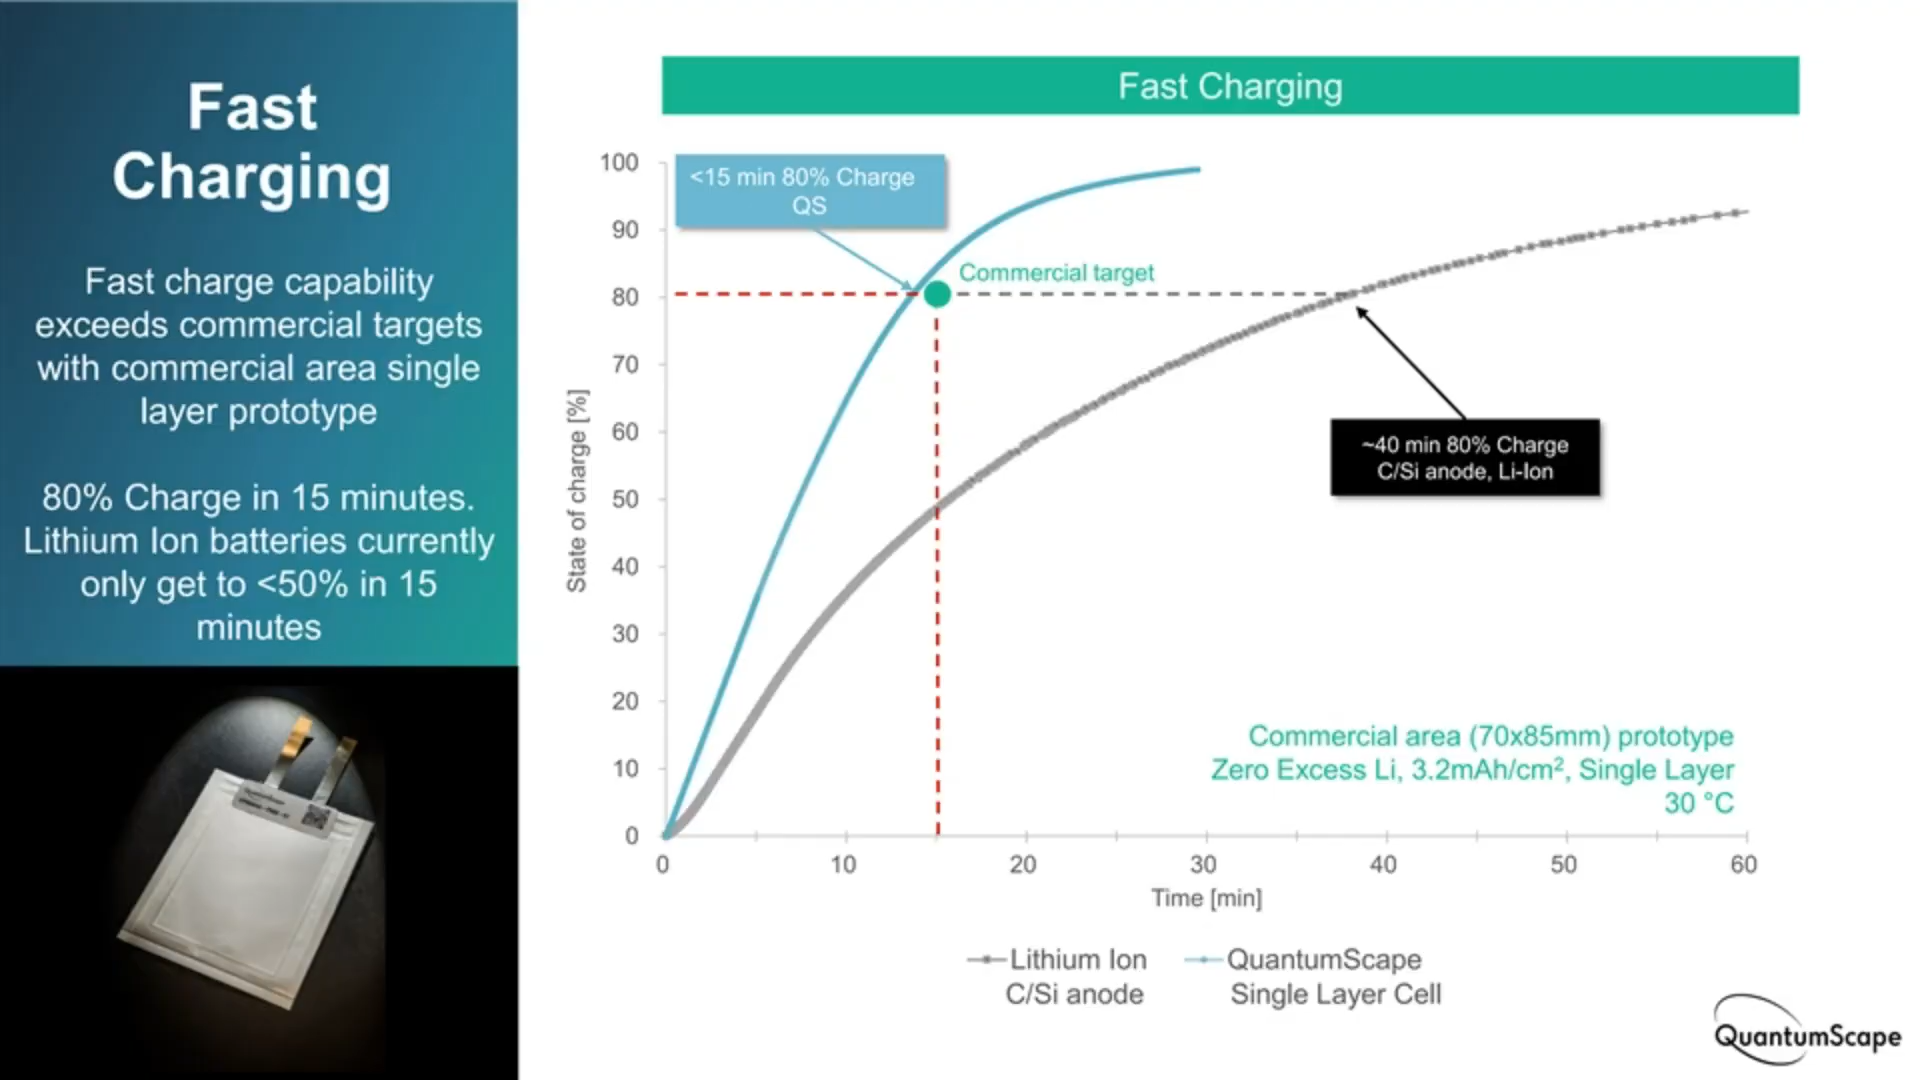 Fast
Charging
Fast charge capability
exceeds commercial targets
with commercial area single
layer prototype
80% Charge in 15 minutes.
Lithium Ion batteries currently
only get to <50% in 15
minutes
QuantumScape
Fast Charging
<15 min 80% Charge
QS
Commercial target
~40 min 80% Charge
C/Si anode, Li-Ion
Commercial area (70x85mm) prototype
Zero Excess Li, 3.2mAh/cm², Single Layer
30 °C
State of charge [%]
100
90
80
70
60
50
40
30
20
10
0
0 10 20 30 40 50 60
Time [min]
Lithium Ion
C/Si anode
QuantumScape
Single Layer Cell
QuantumScape